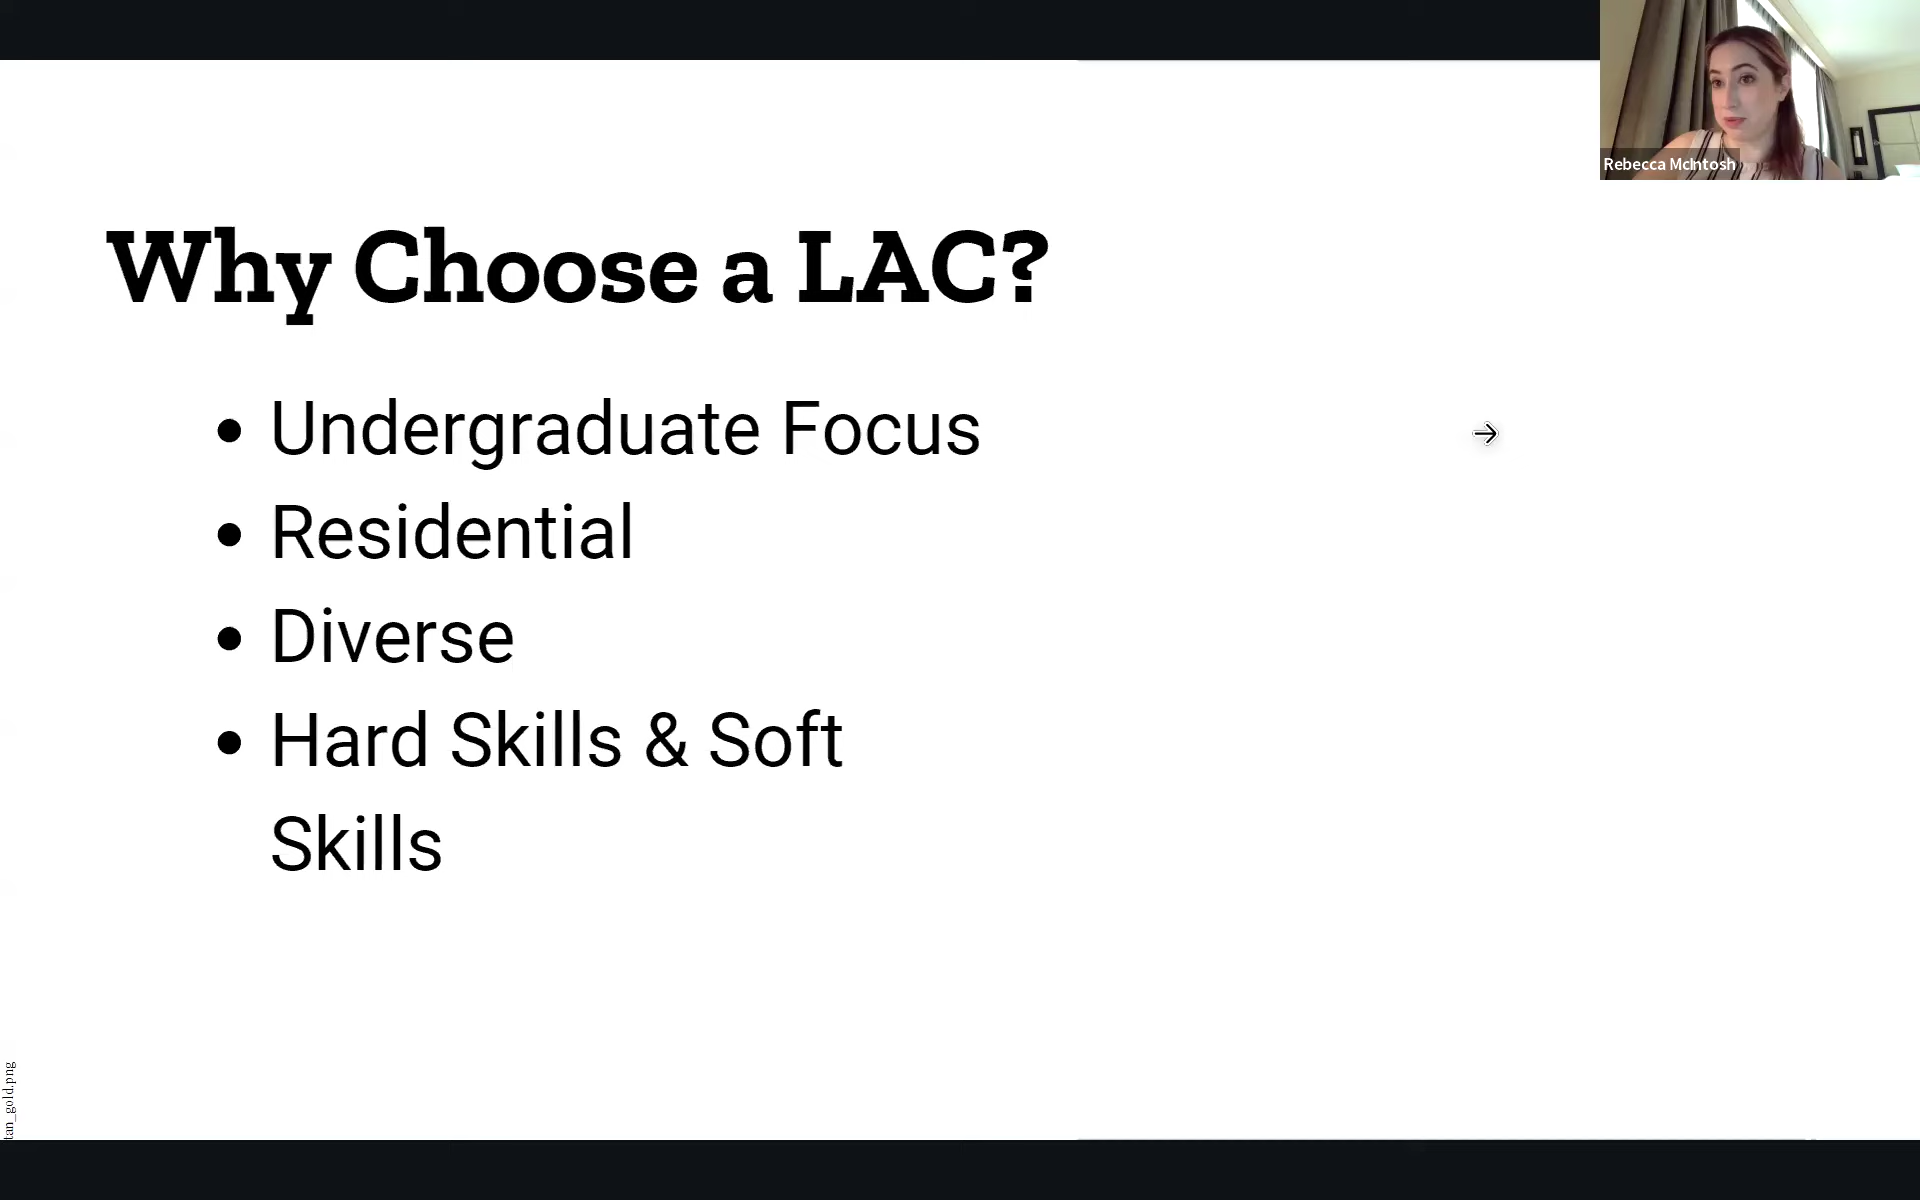 Rebecca McIntosh
Why Choose a LAC?
• Undergraduate Focus
• Residential
• Diverse
• Hard Skills & Soft
Skills
tan_gold.png